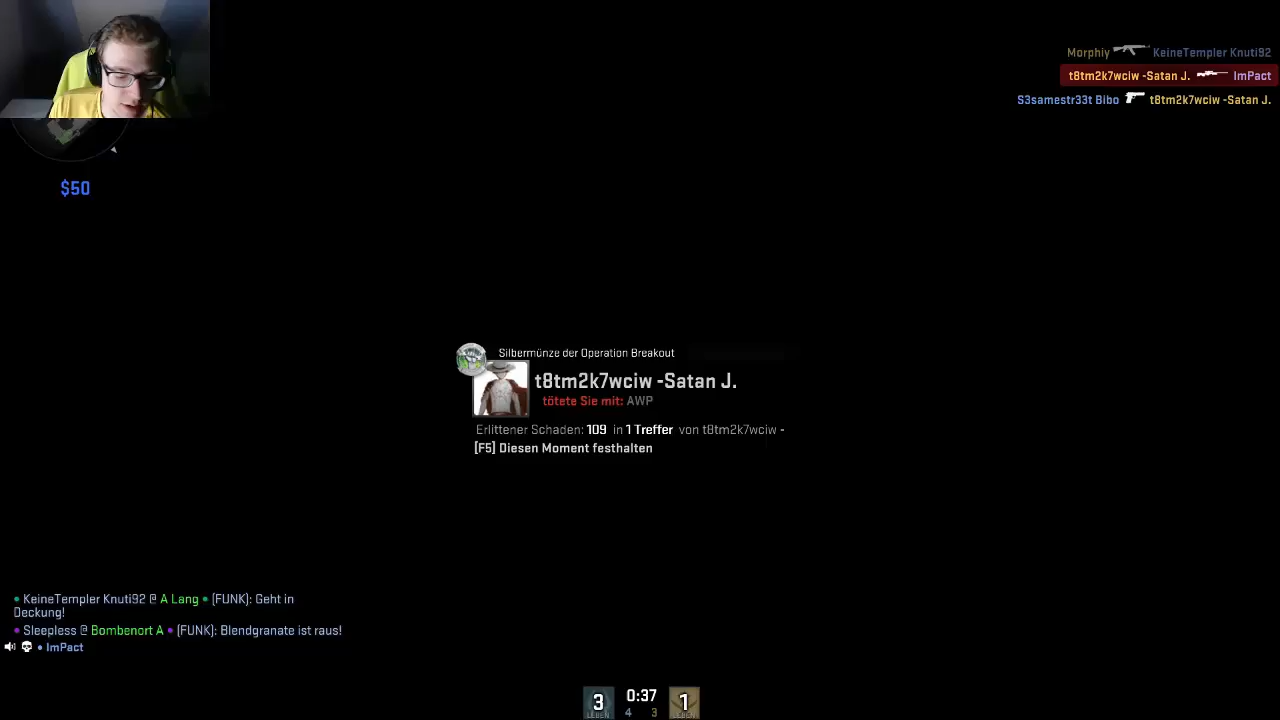 Morphiy KeineTempler Knuti92
t8tm2k7wciw -Satan J. ImPact
S3samestr33t Bibo t8tm2k7wciw -Satan J.
$50
Silbermünze der Operation Breakout
t8tm2k7wciw -Satan J.
tötete Sie mit: AWP
Erlittener Schaden: 109 in 1 Treffer von t8tm2k7wciw -
[F5] Diesen Moment festhalten
• KeineTempler Knuti92 @ A Lang • (FUNK): Geht in
Deckung!
• Sleepless @ Bombenort A • (FUNK): Blendgranate ist raus!
• ImPact
3 0:37 1
LEBEN 4 3 LEBEN